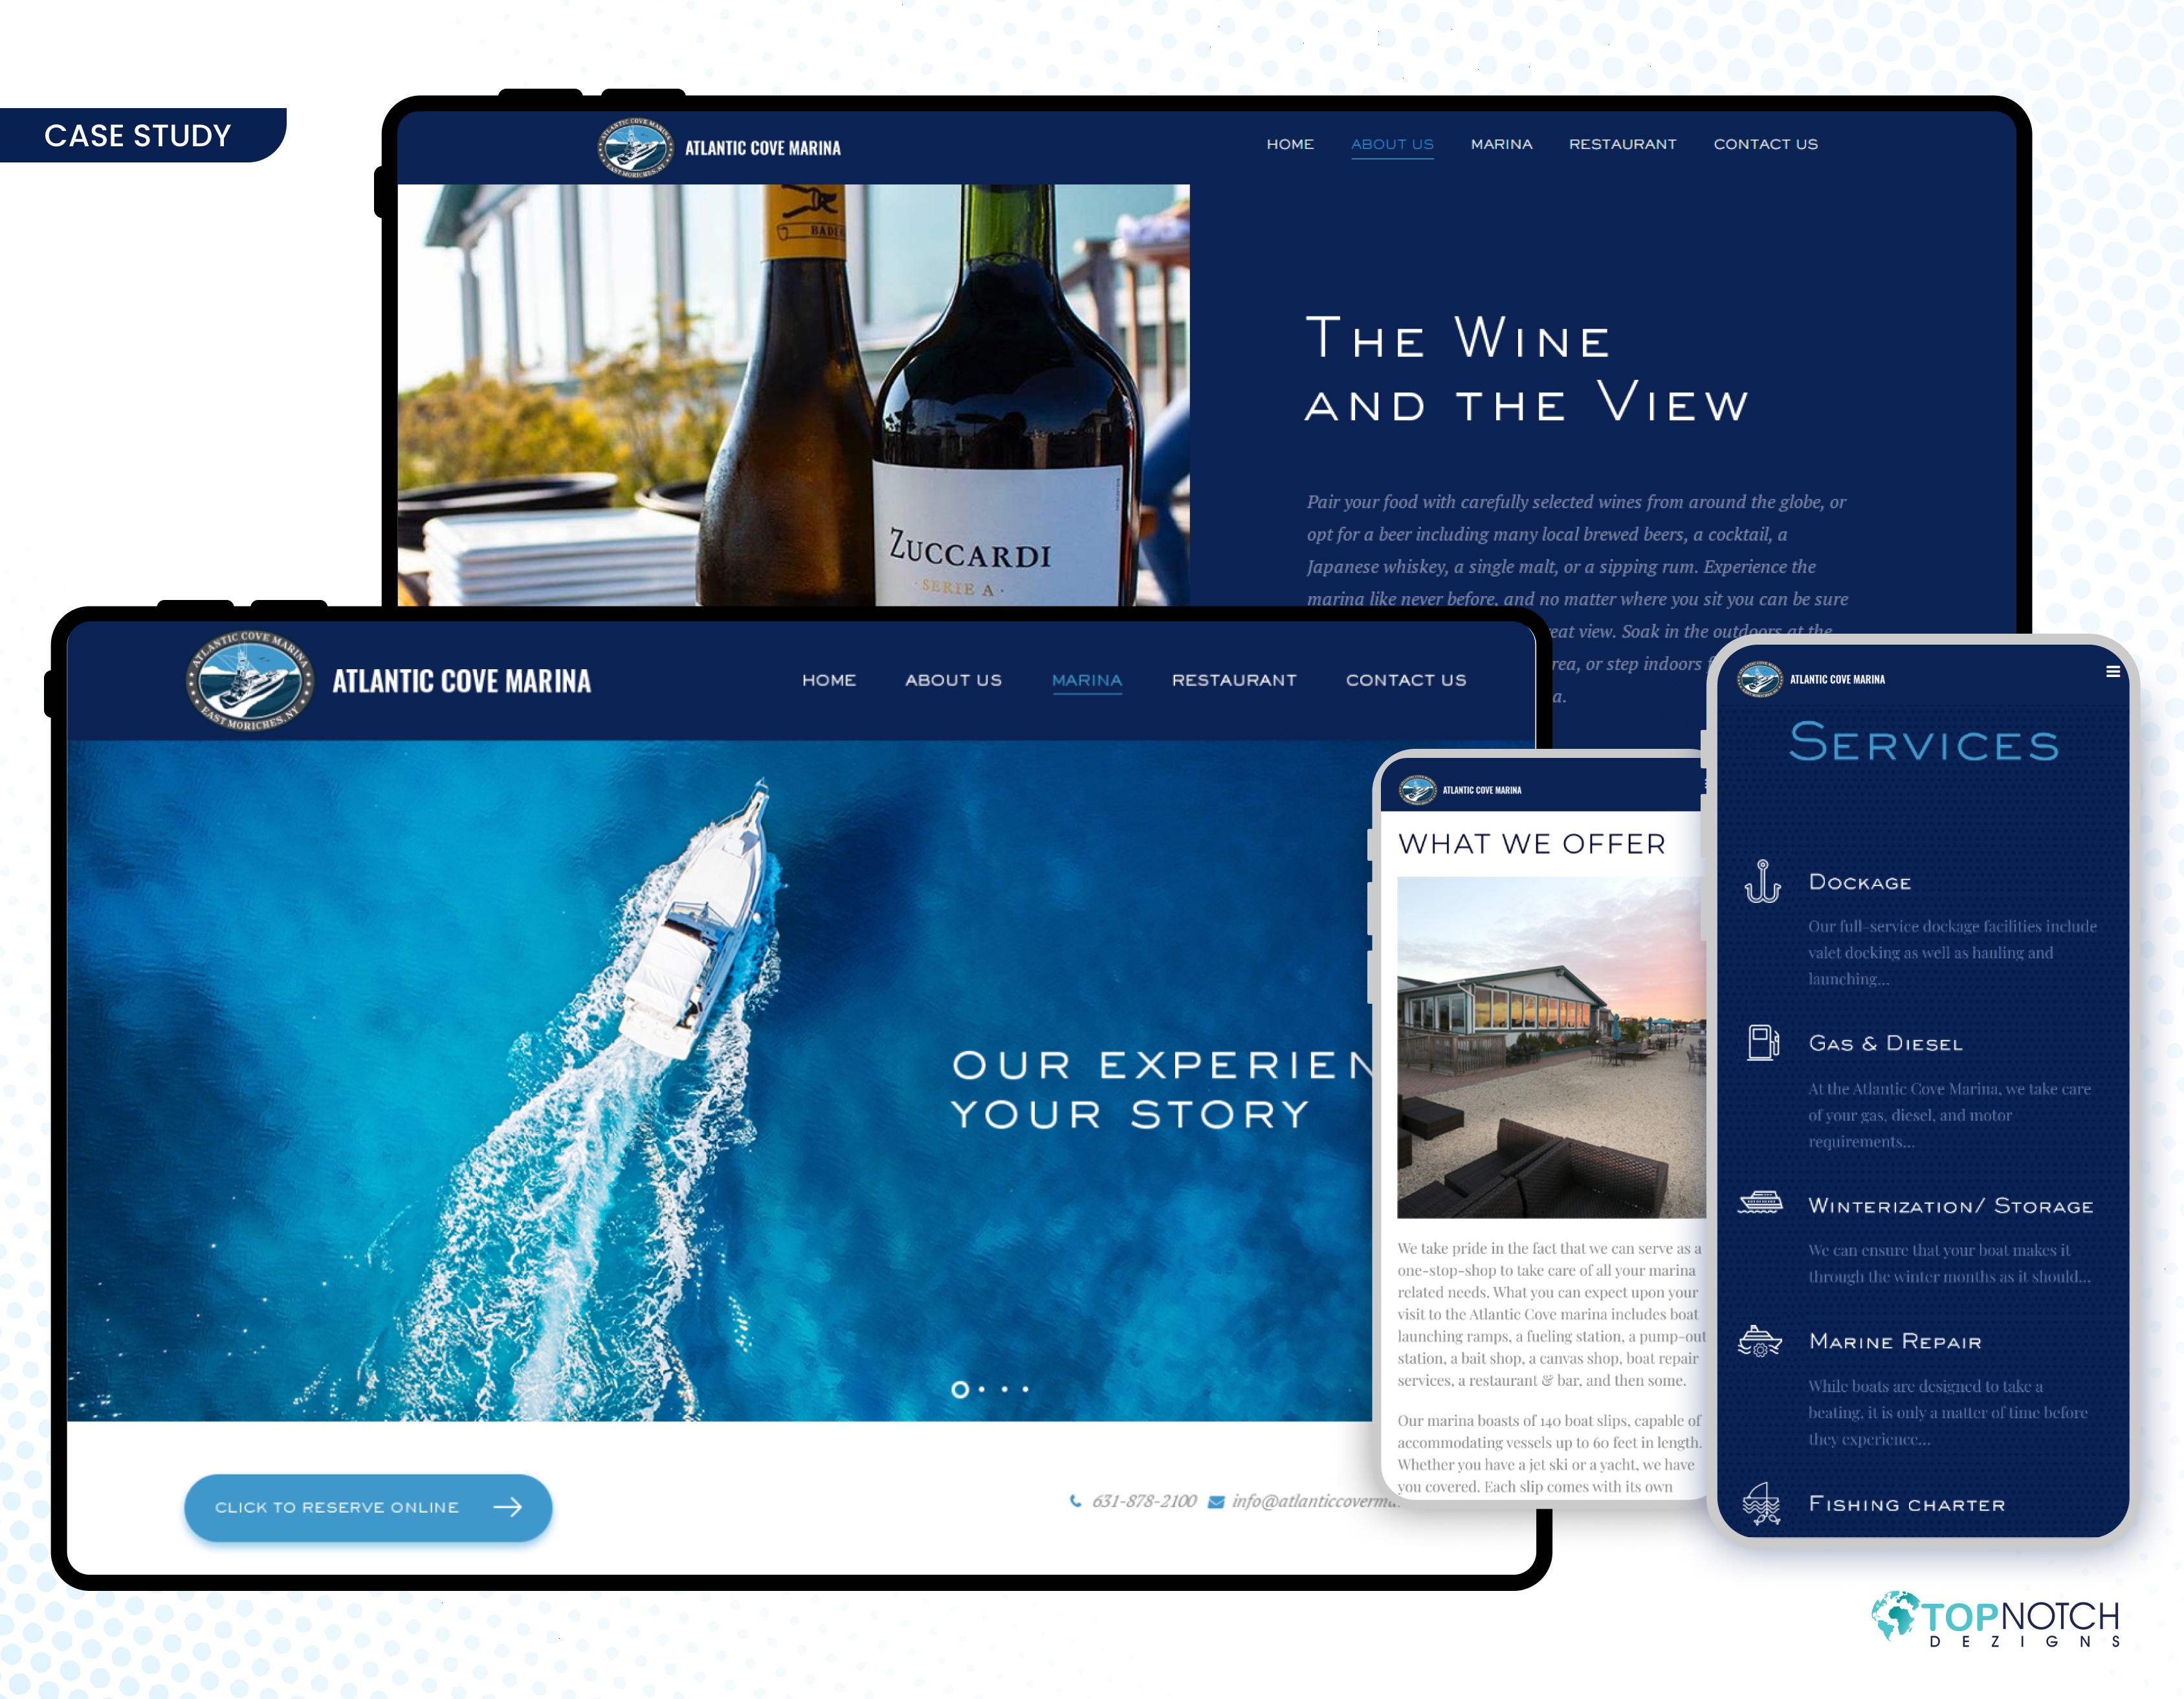 CASE STUDY
ATLANTIC COVE MARINA
EAST MORICHES, NY
ATLANTIC COVE MARINA
HOME
ABOUT US
MARINA
RESTAURANT
CONTACT US
BADI
ZUCCARDI
· SERIE A ·
THE WINE
AND THE VIEW
Pair your food with carefully selected wines from around the globe, or
opt for a beer including many local brewed beers, a cocktail, a
Japanese whiskey, a single malt, or a sipping rum. Experience the
marina like never before, and no matter where you sit you can be sure
eat view. Soak in the outdoors at the
rea, or step indoors
a.
ATLANTIC COVE MARINA
EAST MORICHES, NY
ATLANTIC COVE MARINA
HOME
ABOUT US
MARINA
RESTAURANT
CONTACT US
OUR EXPERIEN
YOUR STORY
CLICK TO RESERVE ONLINE
631-878-2100
info@atlanticcoverma
ATLANTIC COVE MARINA
WHAT WE OFFER
We take pride in the fact that we can serve as a
one-stop-shop to take care of all your marina
related needs. What you can expect upon your
visit to the Atlantic Cove marina includes boat
launching ramps, a fueling station, a pump-out
station, a bait shop, a canvas shop, boat repair
services, a restaurant & bar, and then some.
Our marina boasts of 140 boat slips, capable of
accommodating vessels up to 60 feet in length.
Whether you have a jet ski or a yacht, we have
you covered. Each slip comes with its own
ATLANTIC COVE MARINA
SERVICES
DOCKAGE
Our full-service dockage facilities include
valet docking as well as hauling and
launching...
GAS & DIESEL
At the Atlantic Cove Marina, we take care
of your gas, diesel, and motor
requirements...
WINTERIZATION/ STORAGE
We can ensure that your boat makes it
through the winter months as it should...
MARINE REPAIR
While boats are designed to take a
beating, it is only a matter of time before
they experience...
FISHING CHARTER
TOPNOTCH
DEZIGNS